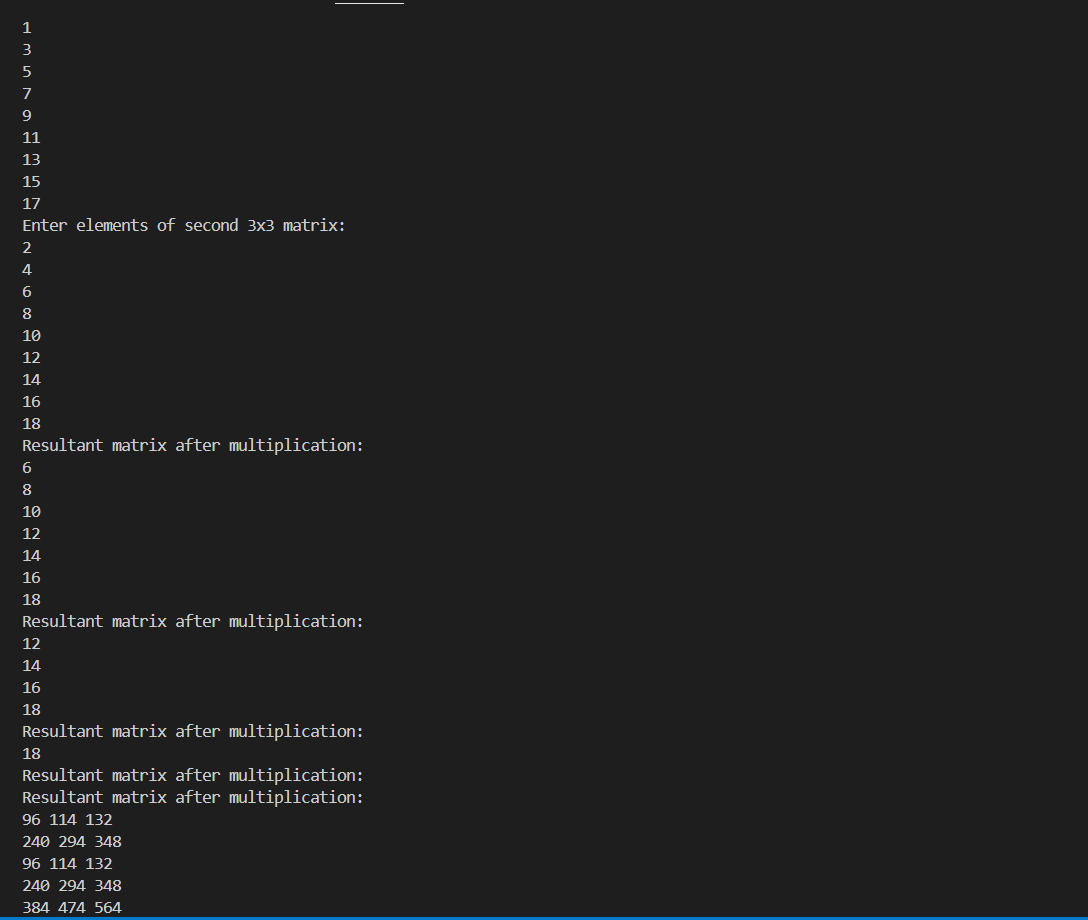 1
3
5
7
9
11
13
15
17
Enter elements of second 3x3 matrix:
2
4
6
8
10
12
14
16
18
Resultant matrix after multiplication:
6
8
10
12
14
16
18
Resultant matrix after multiplication:
12
14
16
18
Resultant matrix after multiplication:
18
Resultant matrix after multiplication:
Resultant matrix after multiplication:
96 114 132
240 294 348
96 114 132
240 294 348
384 474 564